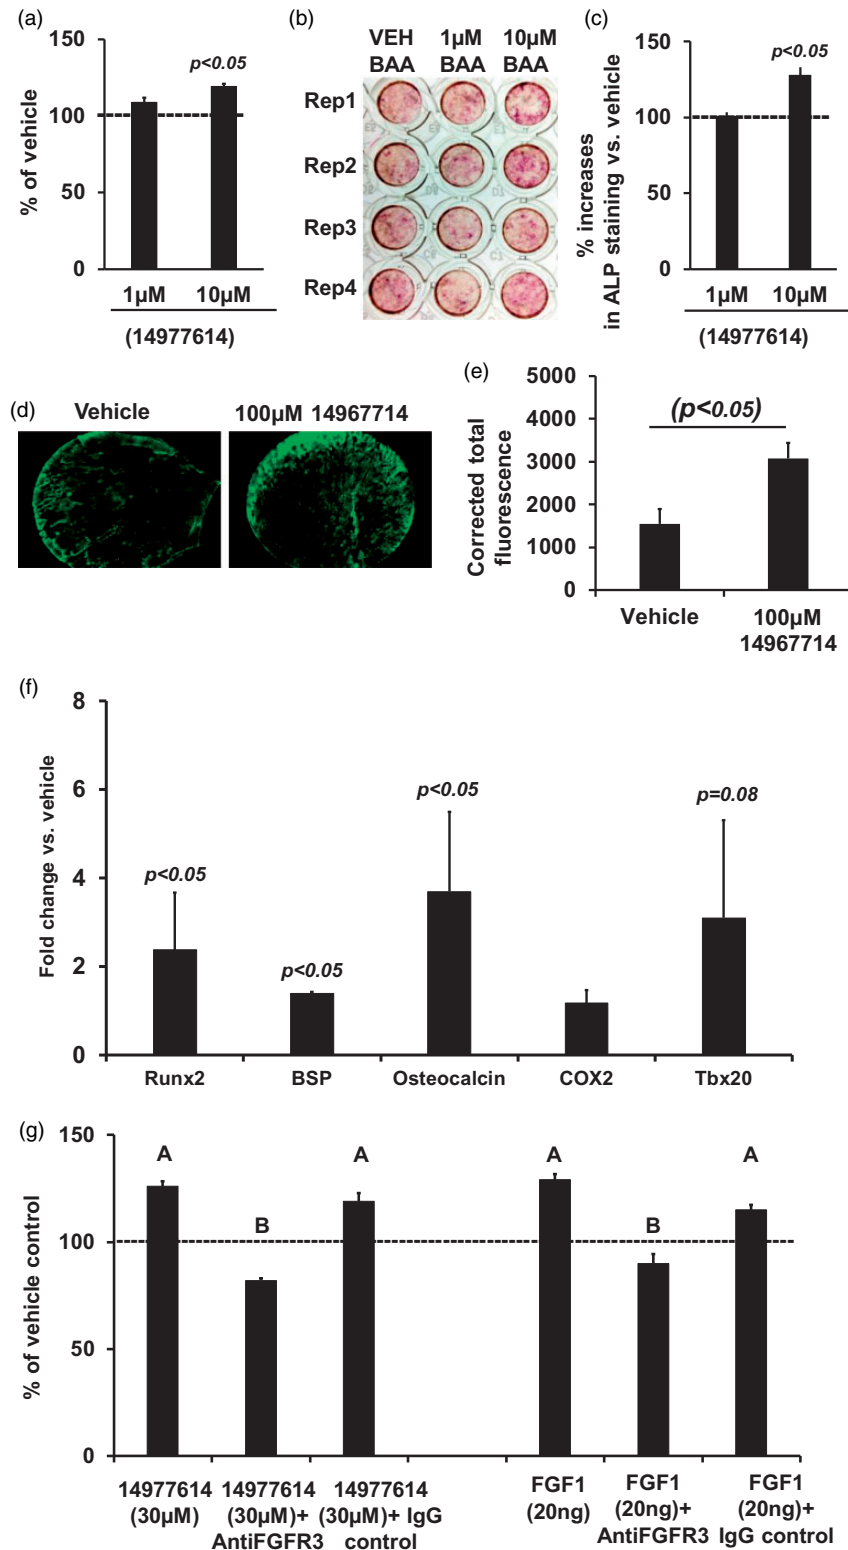 (a)
150
100
50
0
% of vehicle
p<0.05
1µM
10µM
(14977614)
(b)
VEH 1µM 10µM
BAA BAA BAA
Rep1
Rep2
Rep3
Rep4
(c)
150
100
50
0
% increases
in ALP staining vs. vehicle
p<0.05
1µM
10µM
(14977614)
(d)
Vehicle
100µM 14967714
(e)
5000
4000
3000
2000
1000
0
Corrected total
fluorescence
(p<0.05)
Vehicle
100µM
14967714
(f)
8
6
4
2
0
Fold change vs. vehicle
p<0.05
p<0.05
p<0.05
p=0.08
Runx2
BSP
Osteocalcin
COX2
Tbx20
(g)
150
100
50
0
% of vehicle control
A
B
A
A
B
A
14977614
(30µM)
14977614
(30µM)+
AntiFGFR3
14977614
(30µM)+ IgG
control
FGF1
(20ng)
FGF1
(20ng)+
AntiFGFR3
FGF1
(20ng)+
IgG control